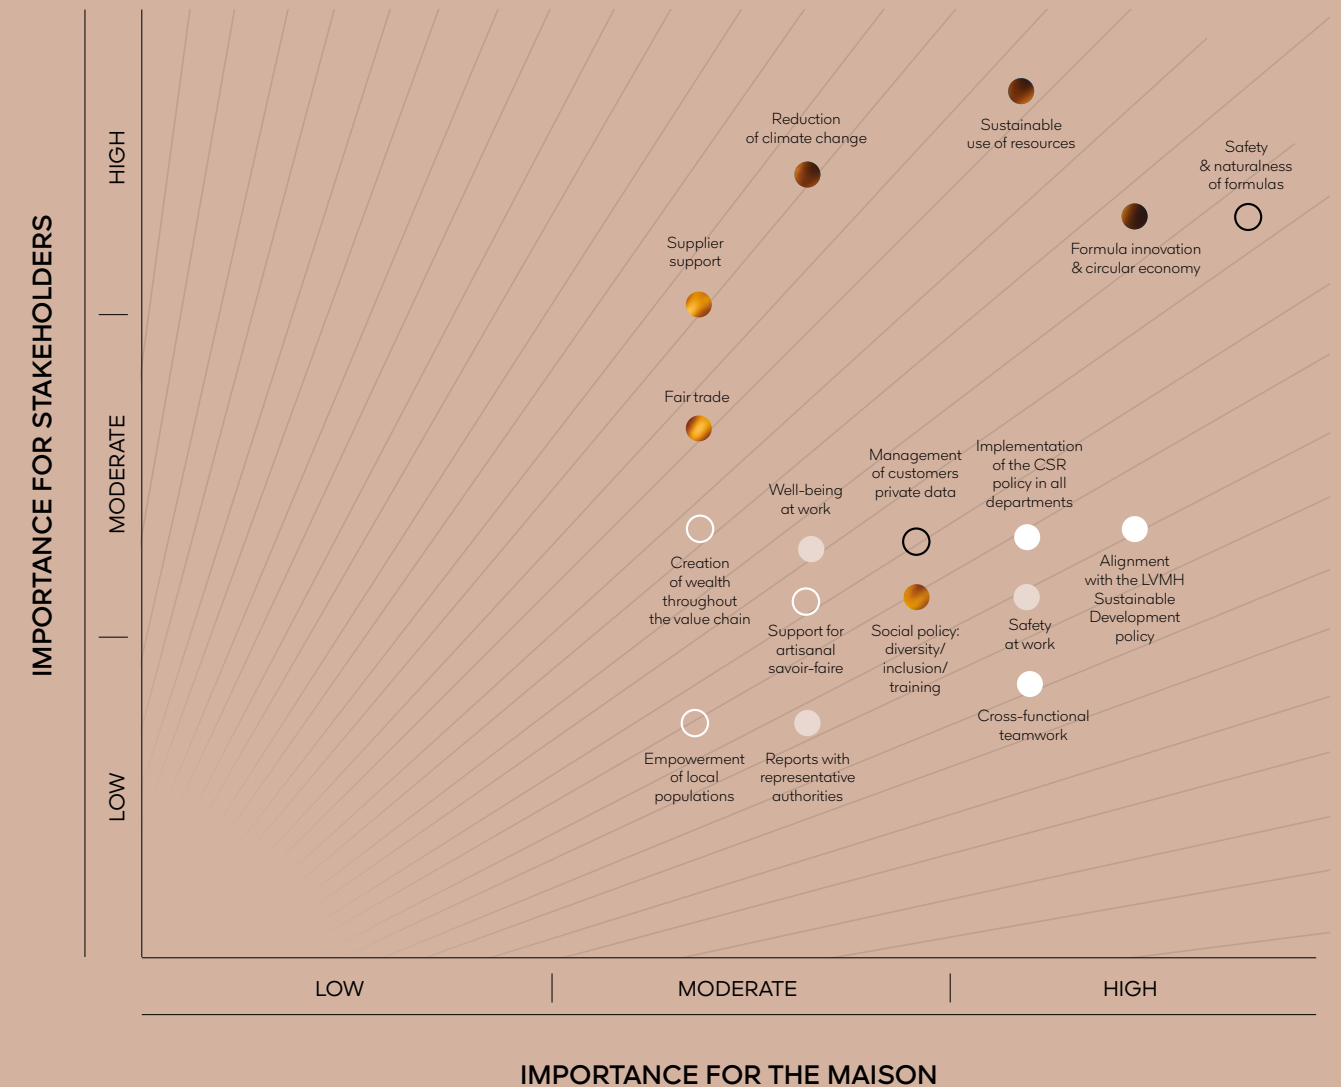 IMPORTANCE FOR STAKEHOLDERS
HIGH
MODERATE
LOW
Reduction
of climate change
Sustainable
use of resources
Safety
& naturalness
of formulas
Formula innovation
& circular economy
Supplier
support
Fair trade
Well-being
at work
Management
of customers
private data
Implementation
of the CSR
policy in all
departments
Creation
of wealth
throughout
the value chain
Alignment
with the LVMH
Sustainable
Development
policy
Support for
artisanal
savoir-faire
Social policy:
diversity/
inclusion/
training
Safety
at work
Cross-functional
teamwork
Empowerment
of local
populations
Reports with
representative
authorities
LOW
MODERATE
HIGH
IMPORTANCE FOR THE MAISON